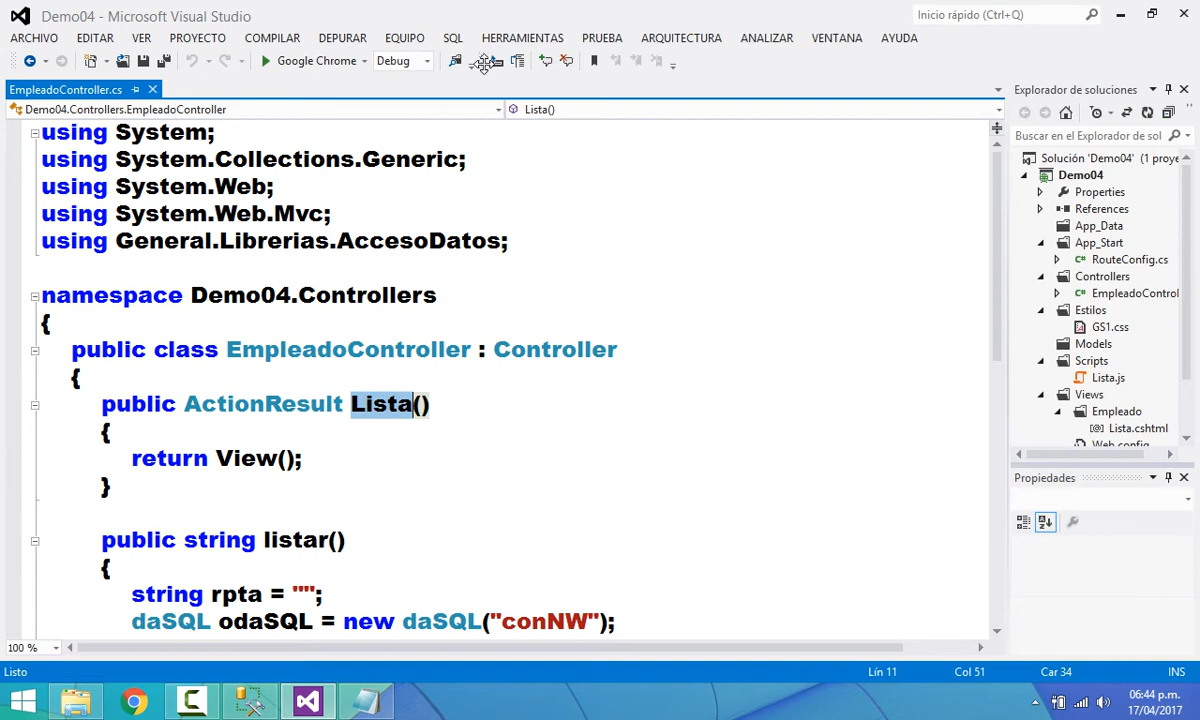 Demo04 - Microsoft Visual Studio
Inicio rápido (Ctrl+Q)
ARCHIVO EDITAR VER PROYECTO COMPILAR DEPURAR EQUIPO SQL HERRAMIENTAS PRUEBA ARQUITECTURA ANALIZAR VENTANA AYUDA
Google Chrome Debug
EmpleadoController.cs
Demo04.Controllers.EmpleadoController
Lista()
using System;
using System.Collections.Generic;
using System.Web;
using System.Web.Mvc;
using General.Librerias.AccesoDatos;
namespace Demo04.Controllers
{
public class EmpleadoController : Controller
{
public ActionResult Lista()
{
return View();
}
public string listar()
{
string rpta = "";
daSQL odaSQL = new daSQL("conNW");
100 %
Explorador de soluciones
Buscar en el Explorador de sol
Solución 'Demo04' (1 proye
Demo04
Properties
References
App_Data
App_Start
RouteConfig.cs
Controllers
EmpleadoControl
Estilos
GS1.css
Models
Scripts
Lista.js
Views
Empleado
Lista.cshtml
Web.config
Propiedades
Listo
Lín 11
Col 51
Car 34
INS
06:44 p.m.
17/04/2017